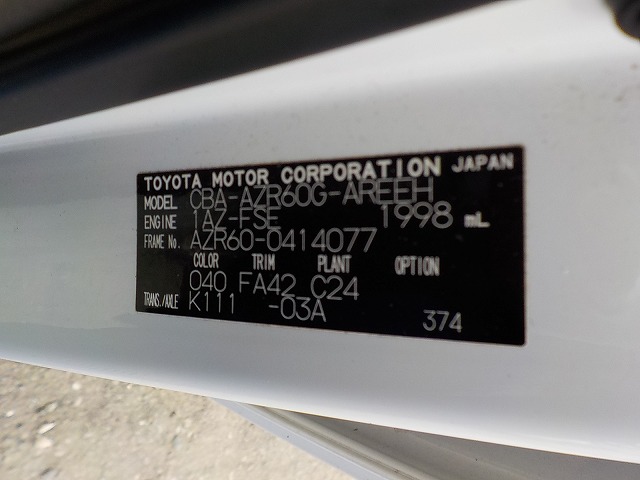 TOYOTA MOTOR CORPORATION JAPAN
MODEL CBA-AZR60G-AREEH
ENGINE 1AZ-FSE 1998 mL
FRAME No. AZR60-0414077
COLOR TRIM PLANT OPTION
040 FA42 C24
TRANS./AXLE K111 -03A
374